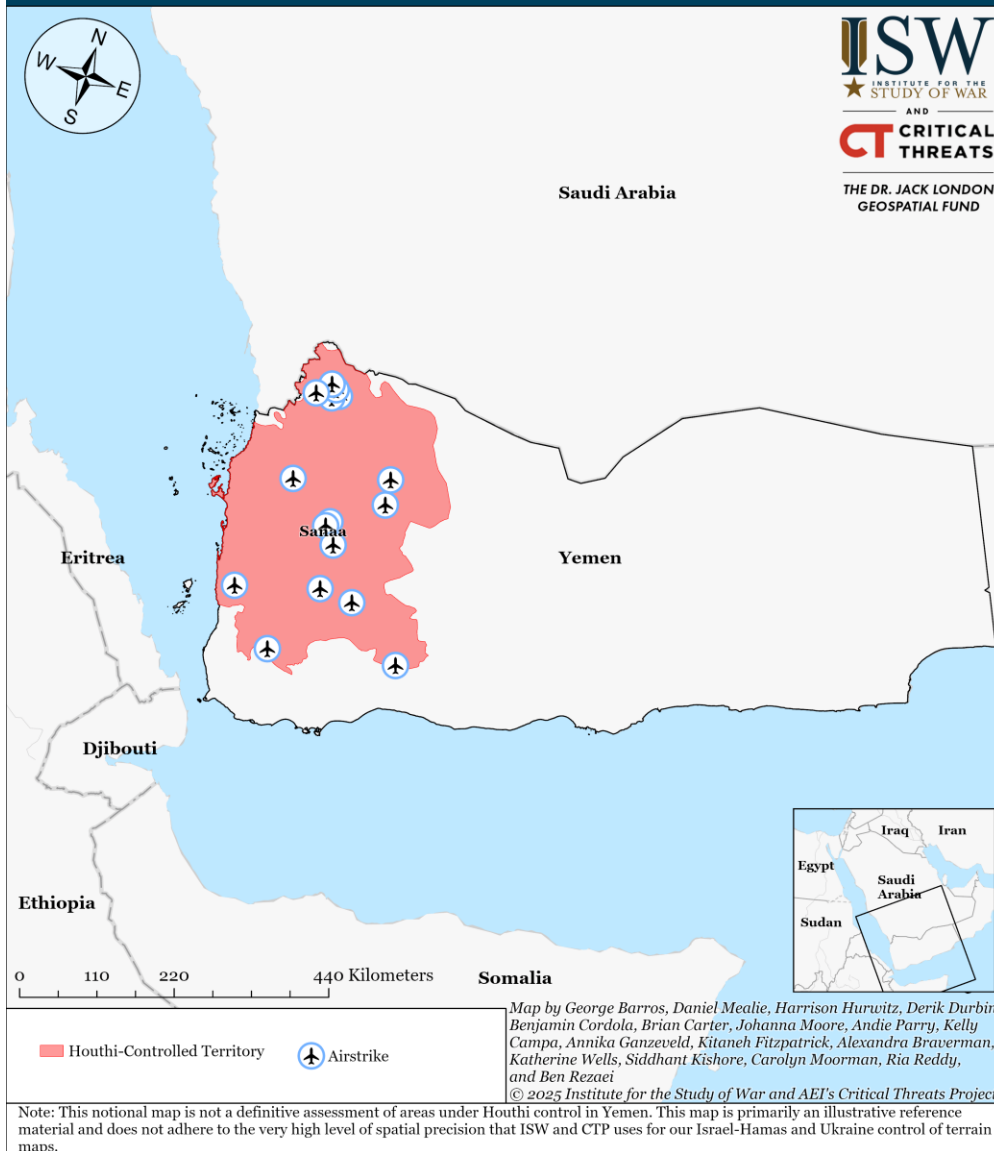 N
W
E
S
ISW
INSTITUTE FOR THE
STUDY OF WAR
AND
CT CRITICAL
THREATS
THE DR. JACK LONDON
GEOSPATIAL FUND
Saudi Arabia
Sanaa
Eritrea
Yemen
Djibouti
Ethiopia
Somalia
0 110 220 440 Kilometers
Iraq
Iran
Egypt
Saudi
Arabia
Sudan
Houthi-Controlled Territory
Airstrike
Map by George Barros, Daniel Mealie, Harrison Hurwitz, Derik Durbin
Benjamin Cordola, Brian Carter, Johanna Moore, Andie Parry, Kelly
Campa, Annika Ganzeveld, Kitaneh Fitzpatrick, Alexandra Braverman,
Katherine Wells, Siddhant Kishore, Carolyn Moorman, Ria Reddy,
and Ben Rezaei
© 2025 Institute for the Study of War and AEI's Critical Threats Project
Note: This notional map is not a definitive assessment of areas under Houthi control in Yemen. This map is primarily an illustrative reference
material and does not adhere to the very high level of spatial precision that ISW and CTP uses for our Israel-Hamas and Ukraine control of terrain
maps.